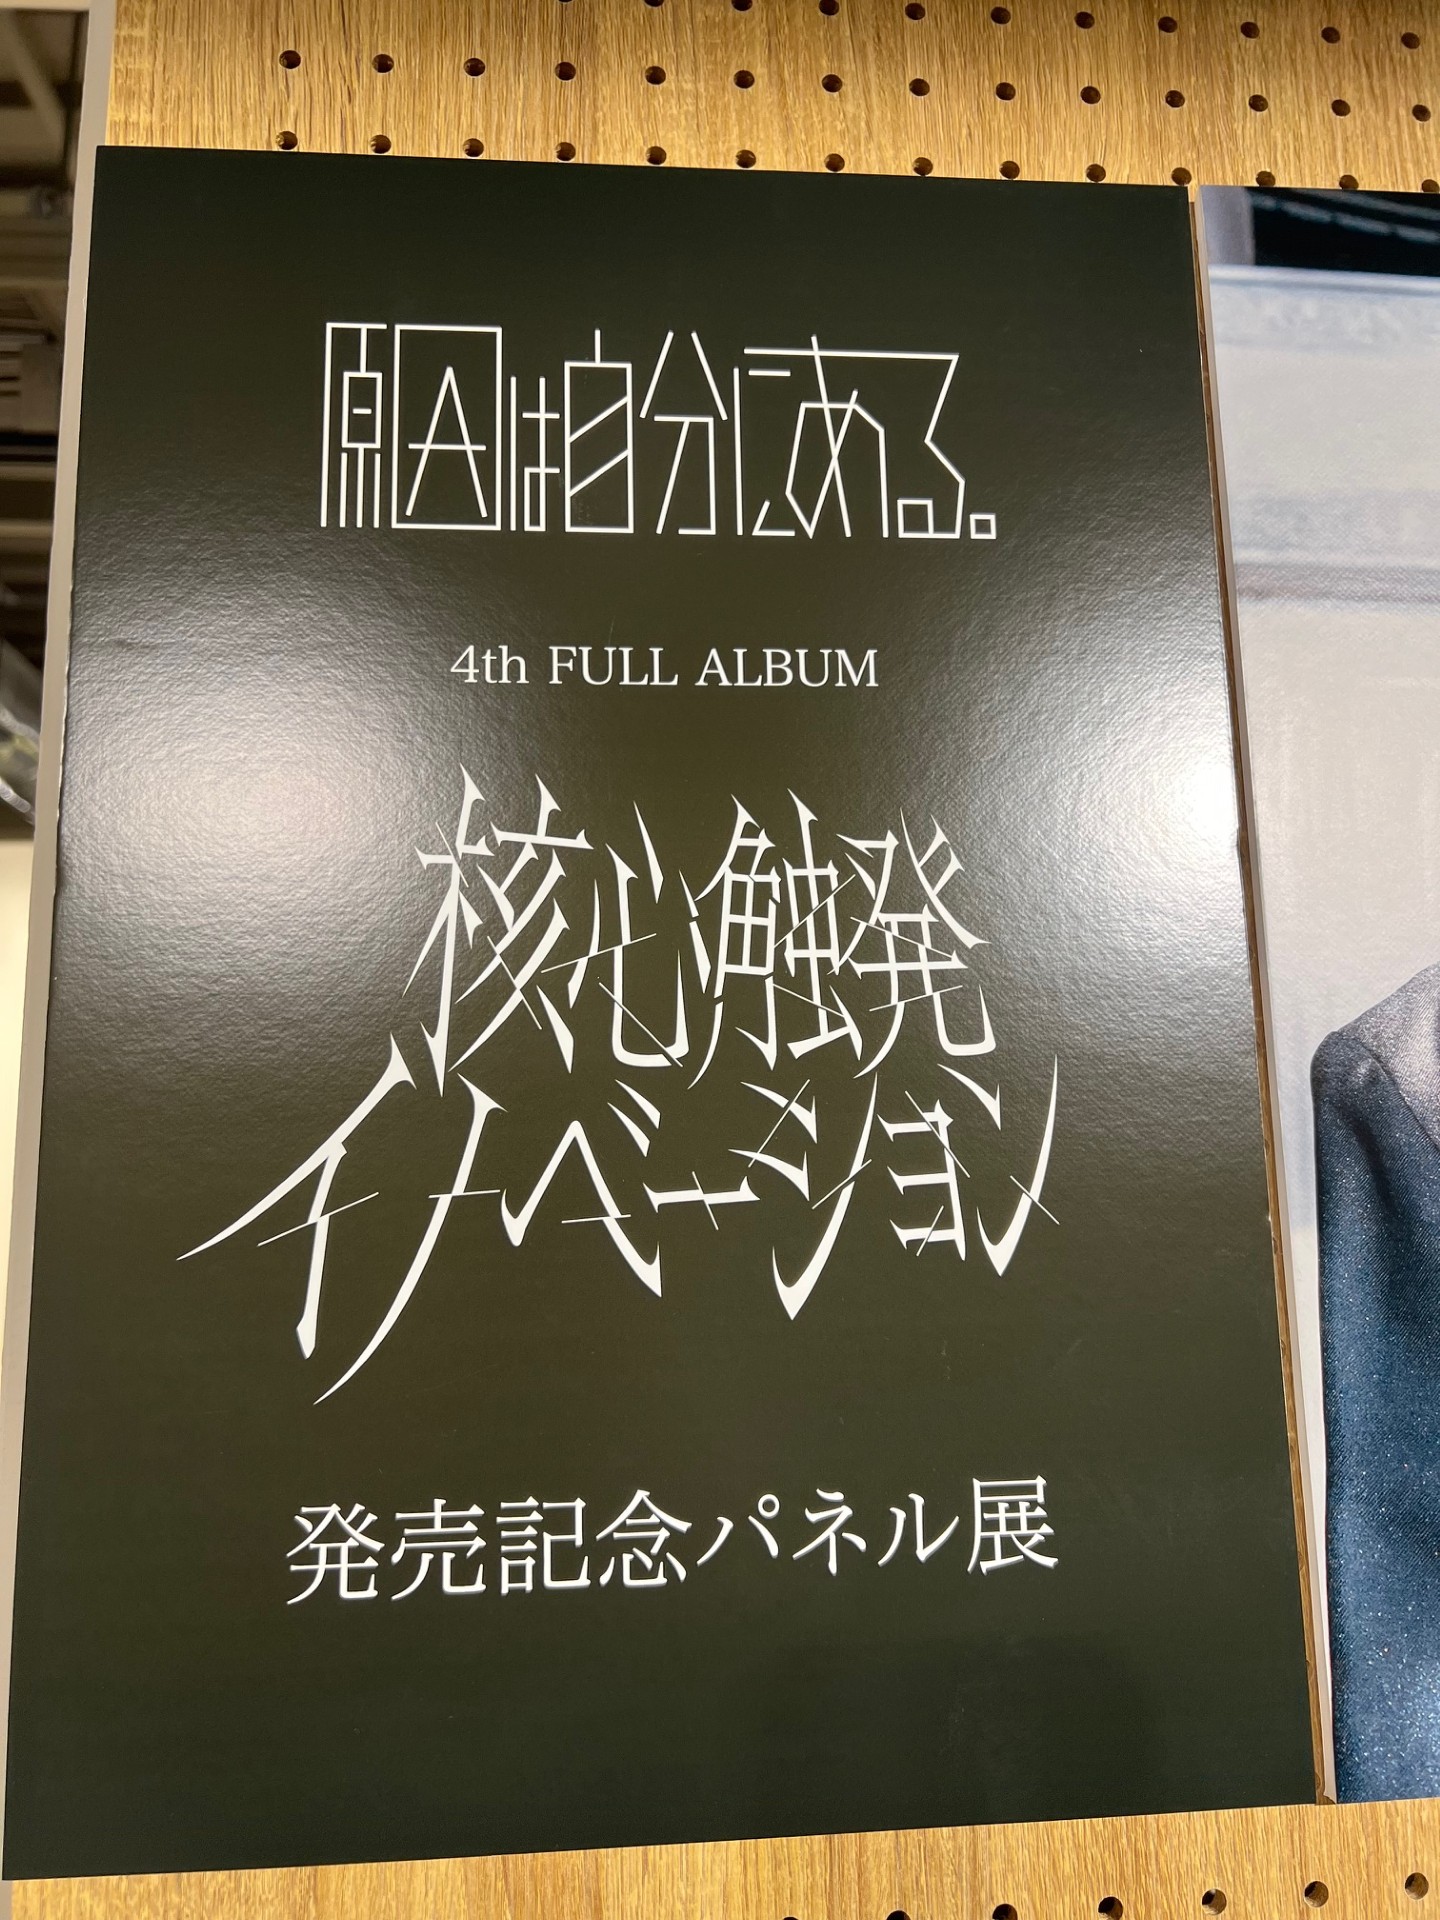 原因は自分にある。
4th FULL ALBUM
核心触発
イノベーション
発売記念パネル展